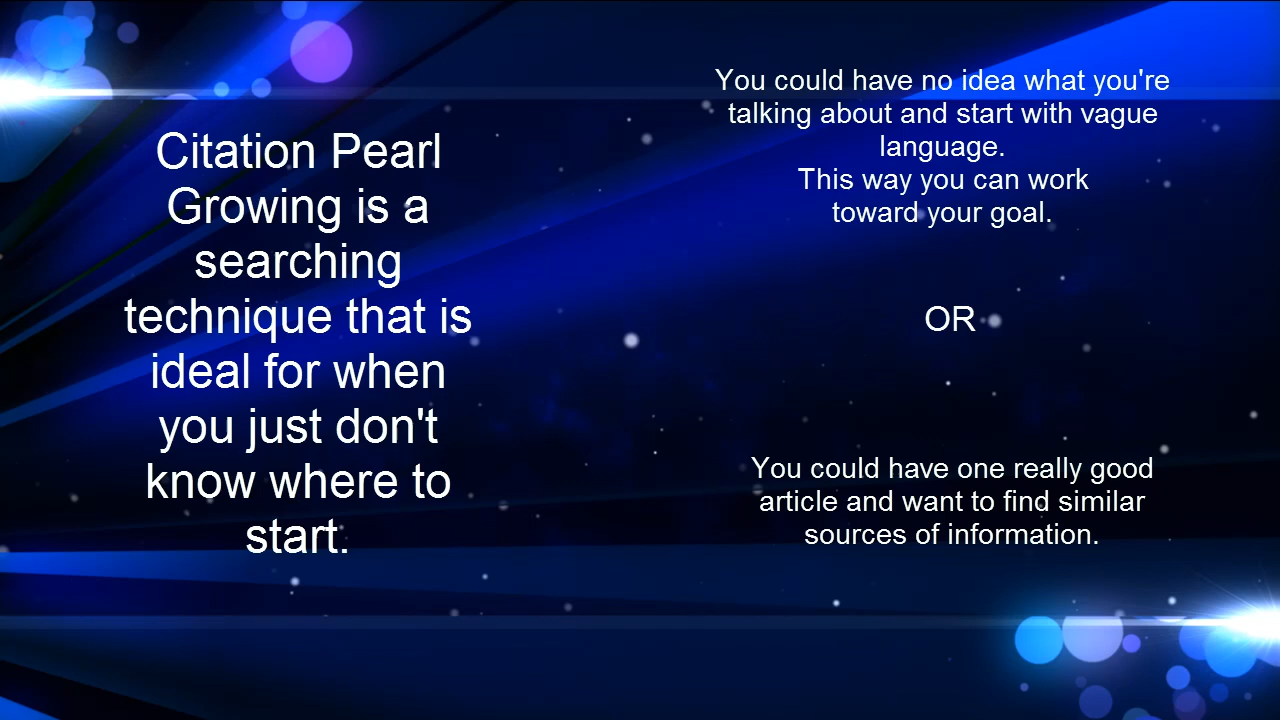 Citation Pearl
Growing is a
searching
technique that is
ideal for when
you just don't
know where to
start.
You could have no idea what you're
talking about and start with vague
language.
This way you can work
toward your goal.
OR
You could have one really good
article and want to find similar
sources of information.